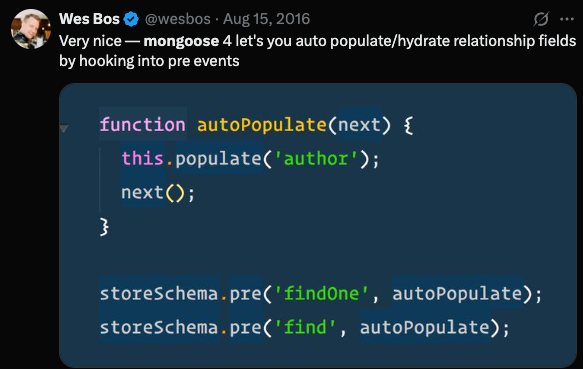 Wes Bos @wesbos · Aug 15, 2016
Very nice — mongoose 4 let's you auto populate/hydrate relationship fields
by hooking into pre events
function autoPopulate(next) {
  this.populate('author');
  next();
}
storeSchema.pre('findOne', autoPopulate);
storeSchema.pre('find', autoPopulate);